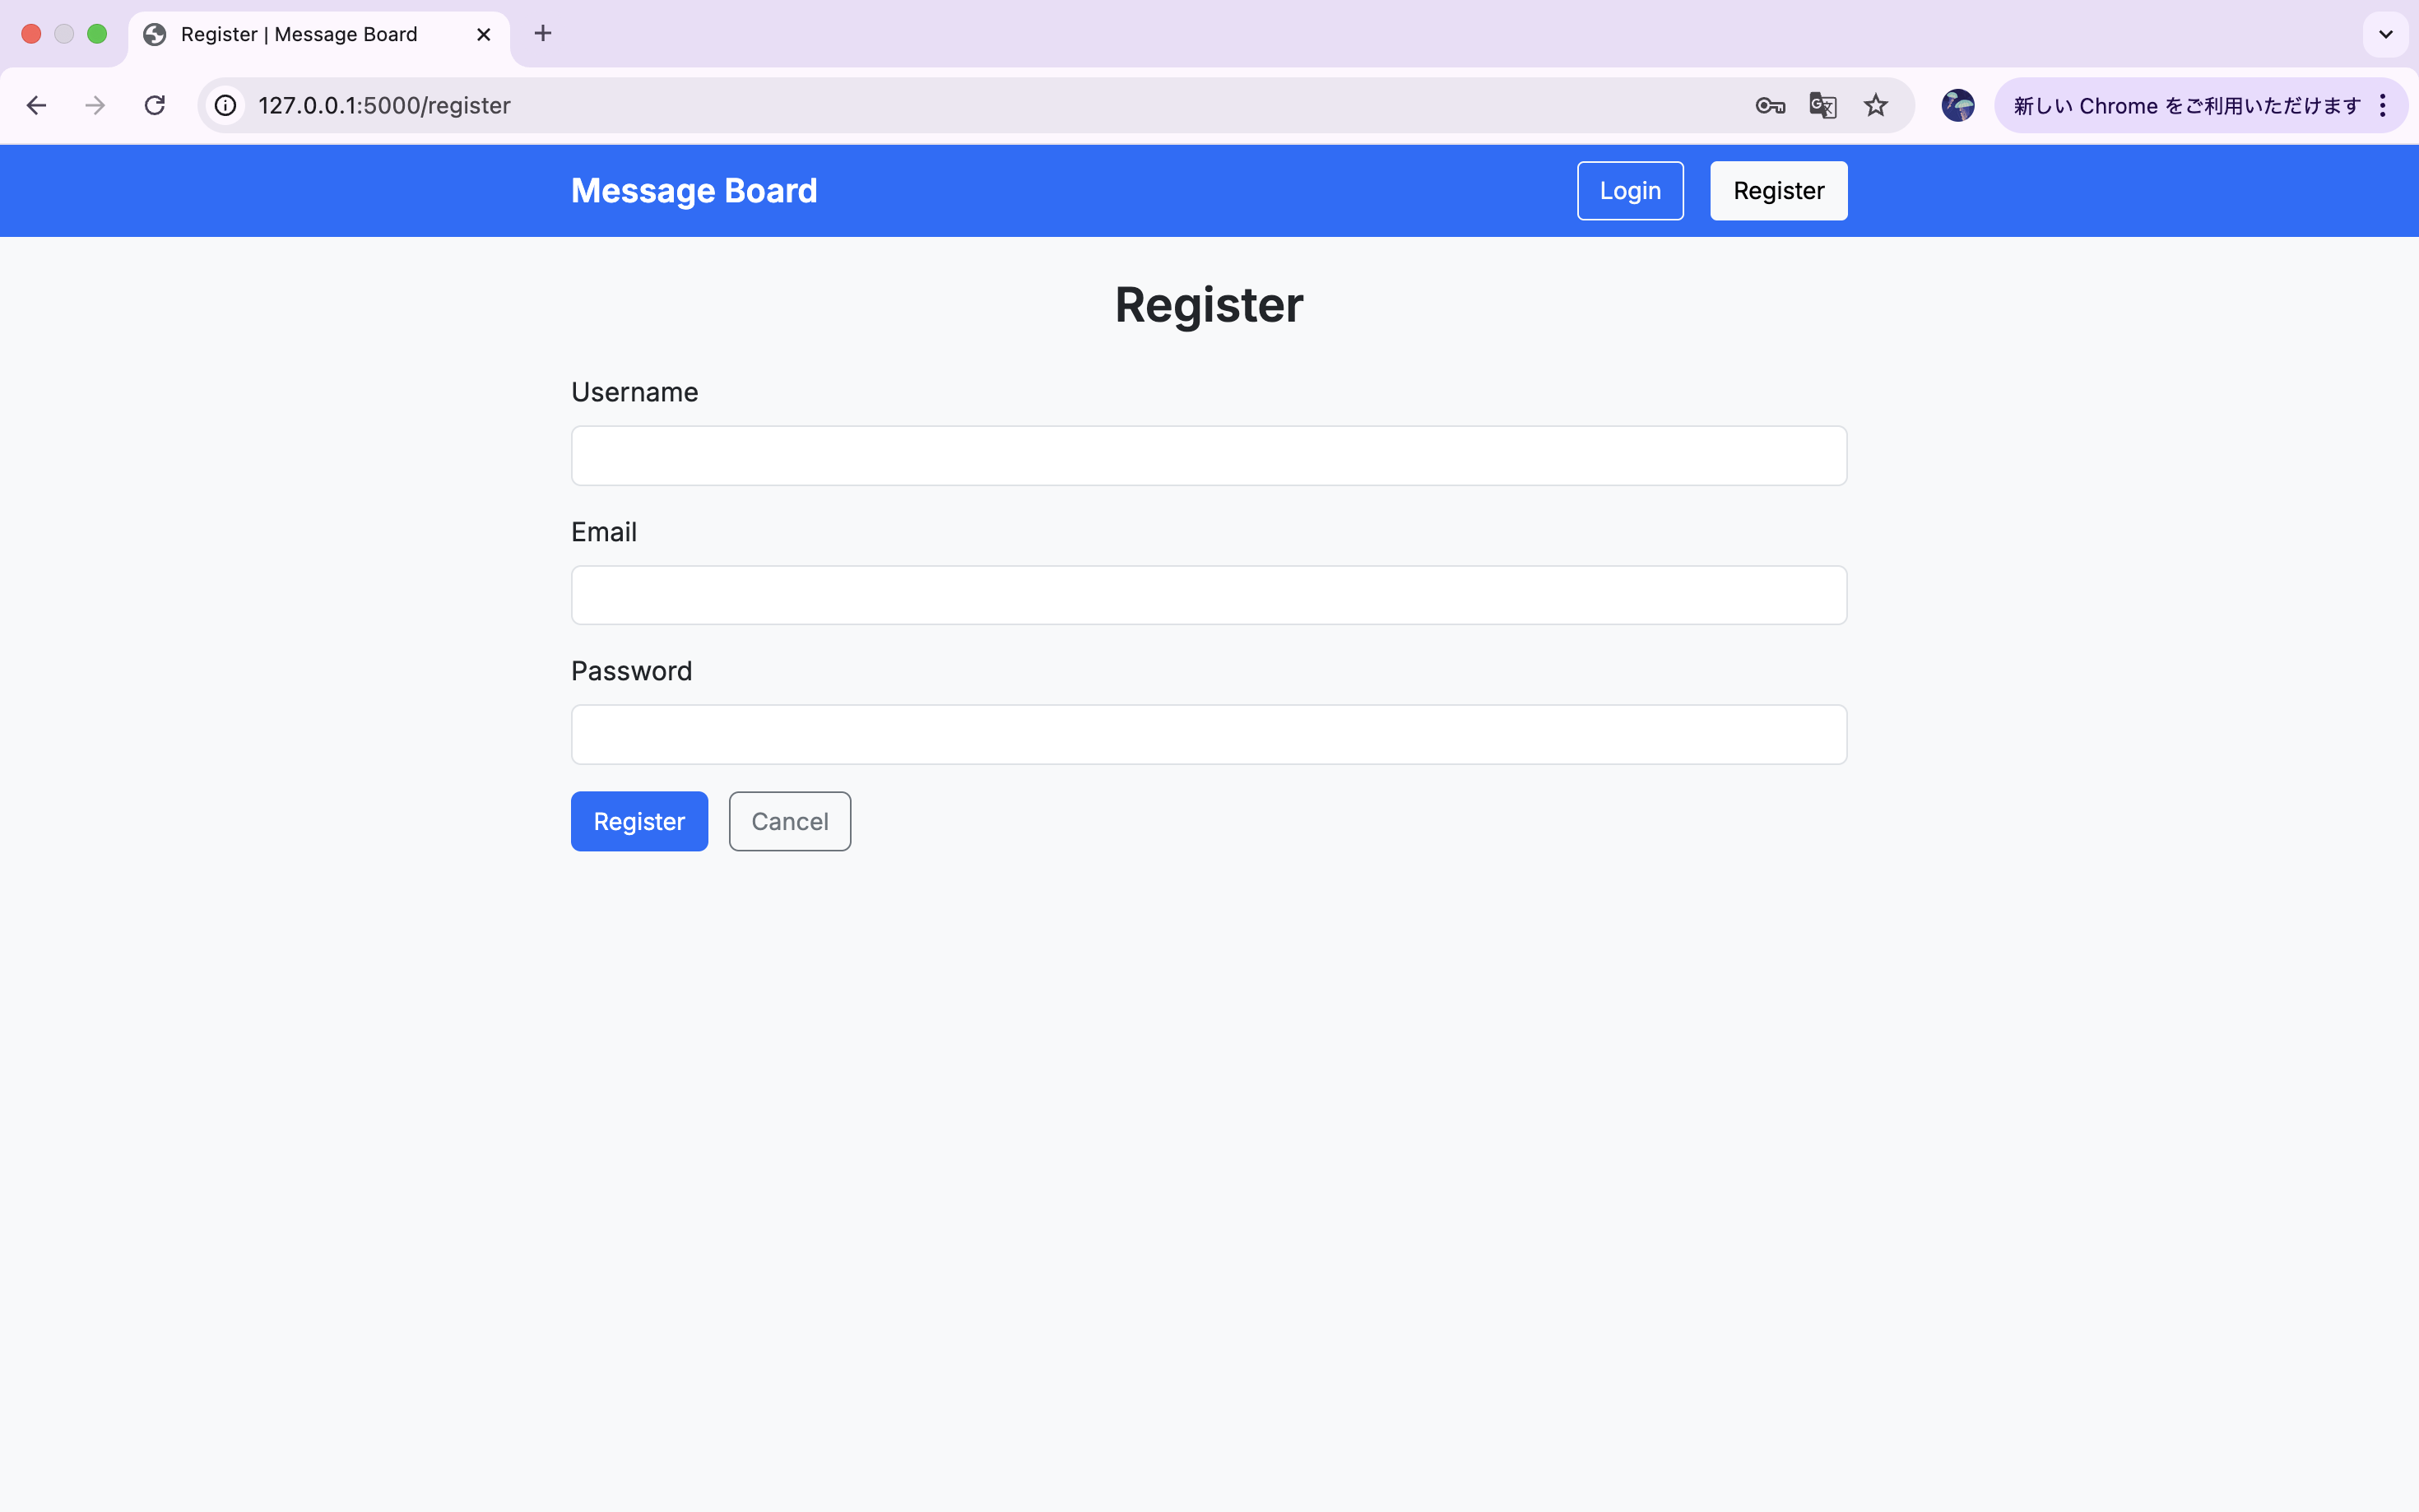 Register | Message Board
127.0.0.1:5000/register
新しい Chrome をご利用いただけます
Message Board
Login
Register
Register
Username
Email
Password
Register
Cancel